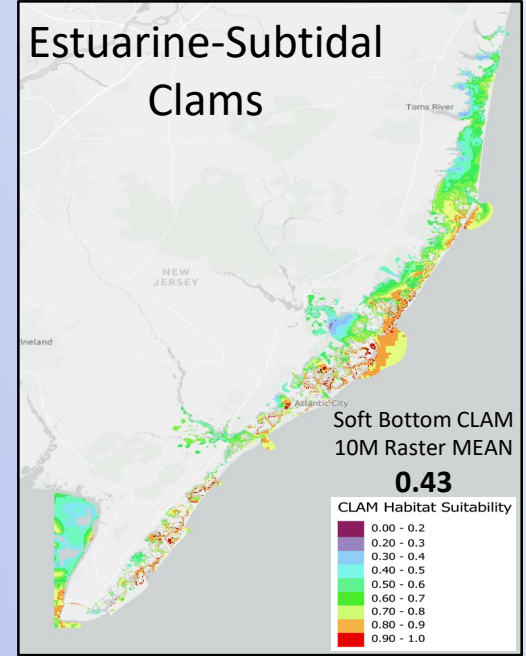 Estuarine-Subtidal
Clams
Toms River
NEW
JERSEY
ineland
Atlantic City
Soft Bottom CLAM
10M Raster MEAN
0.43
CLAM Habitat Suitability
0.00 - 0.2
0.20 - 0.3
0.30 - 0.4
0.40 - 0.5
0.50 - 0.6
0.60 - 0.7
0.70 - 0.8
0.80 - 0.9
0.90 - 1.0